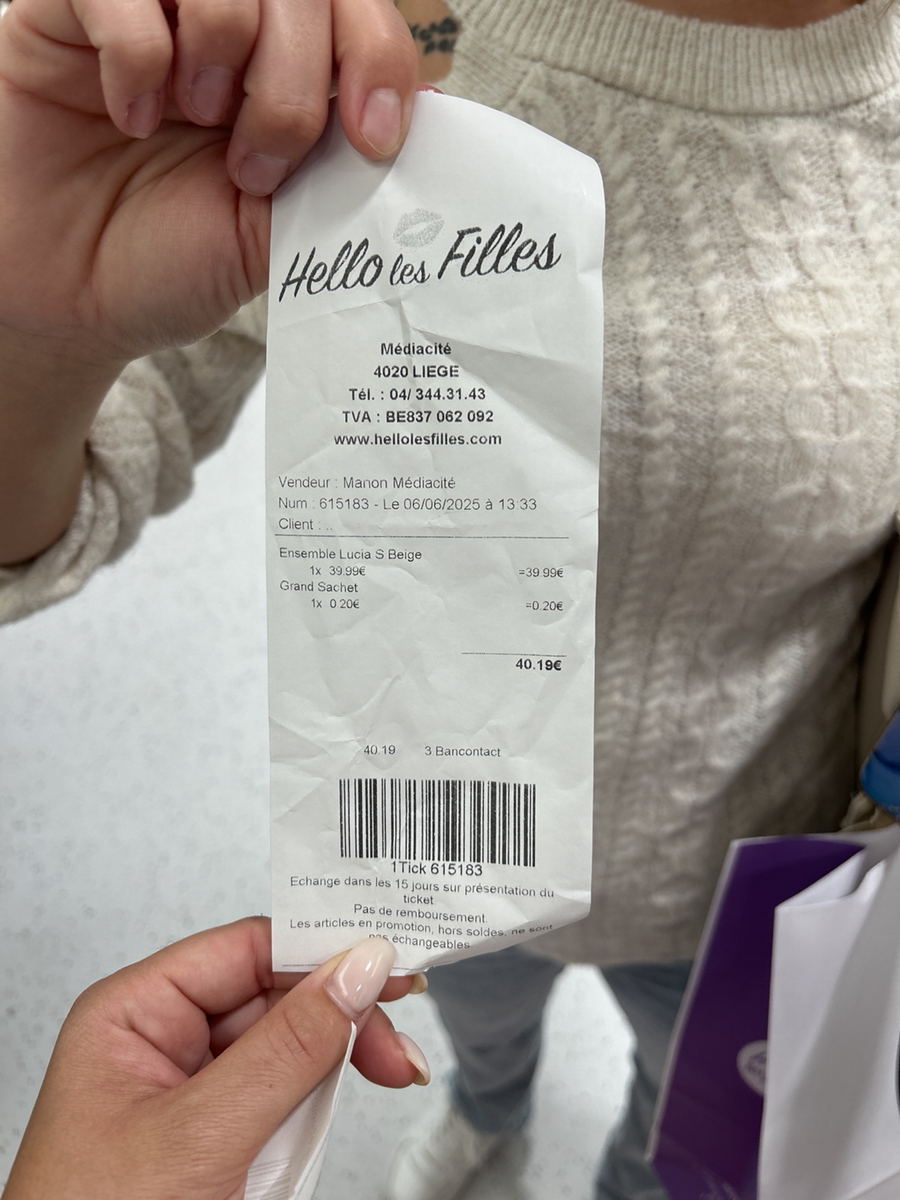 Hello les Filles
Médiacité
4020 LIEGE
Tél. : 04/ 344.31.43
TVA : BE837 062 092
www.hellolesfilles.com
Vendeur : Manon Médiacité
Num : 615183 - Le 06/06/2025 à 13:33
Client : ..
Ensemble Lucia S Beige
1x 39.99€ =39.99€
Grand Sachet
1x 0.20€ =0.20€
40.19€
40.19 3 Bancontact
1Tick 615183
Echange dans les 15 jours sur présentation du
ticket
Pas de remboursement.
Les articles en promotion, hors soldes, ne sont
pas échangeables